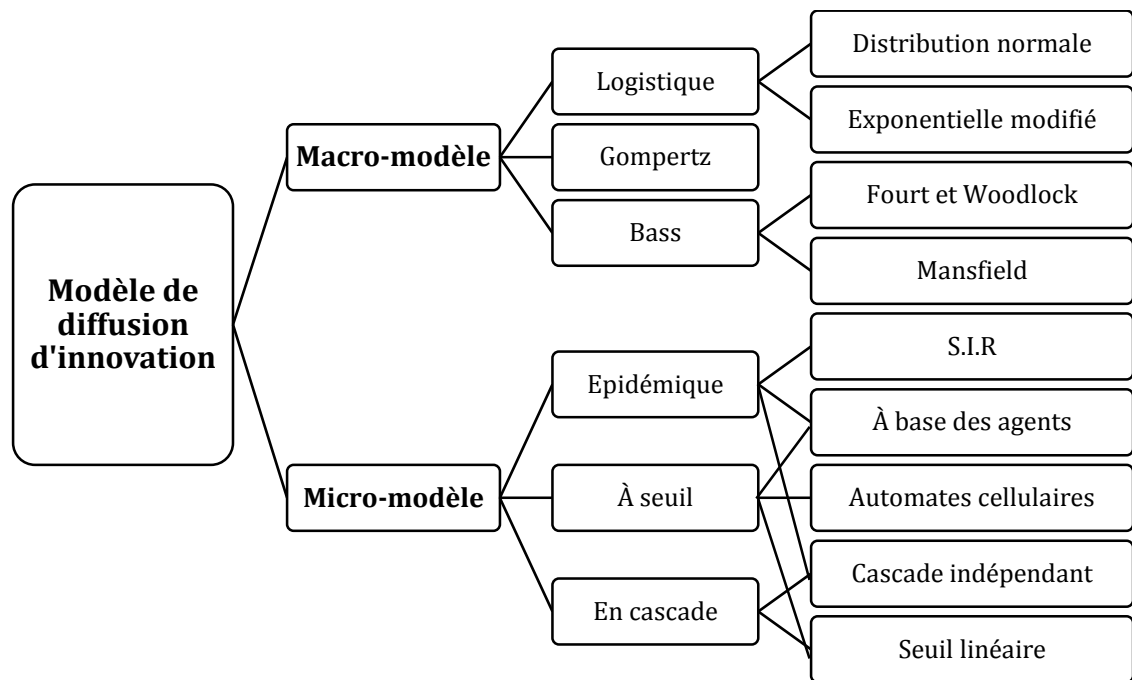 Modèle de
diffusion
d'innovation
Macro-modèle
Logistique
Distribution normale
Exponentielle modifié
Gompertz
Bass
Fourt et Woodlock
Mansfield
Micro-modèle
Epidémique
S.I.R
À base des agents
À seuil
Automates cellulaires
En cascade
Cascade indépendant
Seuil linéaire